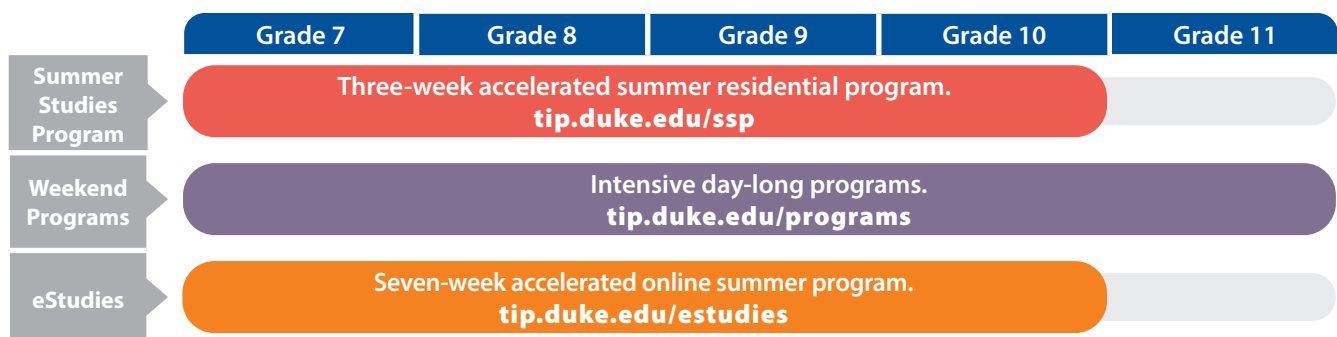 Grade 7 Grade 8 Grade 9 Grade 10 Grade 11
Summer
Studies
Program
Three-week accelerated summer residential program.
tip.duke.edu/ssp
Weekend
Programs
Intensive day-long programs.
tip.duke.edu/programs
eStudies
Seven-week accelerated online summer program.
tip.duke.edu/estudies